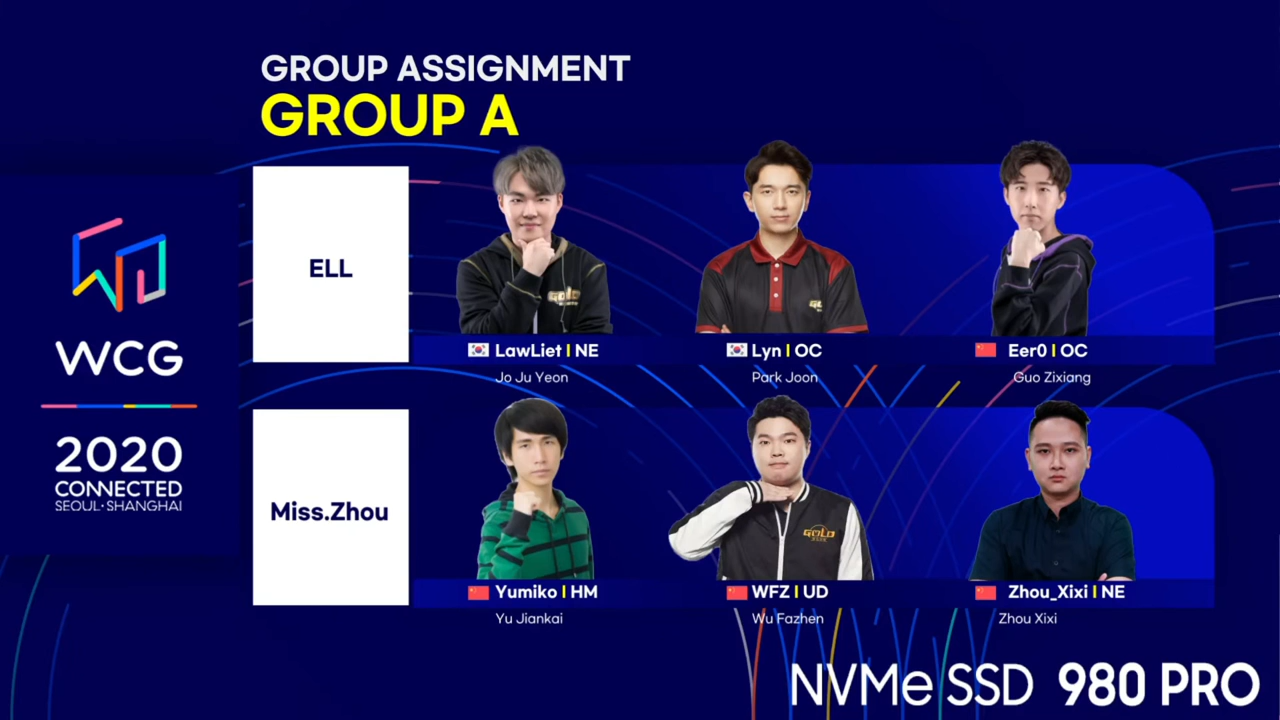 GROUP ASSIGNMENT
GROUP A
WCG
2020
CONNECTED
SEOUL·SHANGHAI
ELL
LawLiet | NE
Jo Ju Yeon
Lyn | OC
Park Joon
Eer0 | OC
Guo Zixiang
Miss.Zhou
Yumiko | HM
Yu Jiankai
GOLD
WFZ | UD
Wu Fazhen
Zhou_Xixi | NE
Zhou Xixi
NVMe SSD 980 PRO